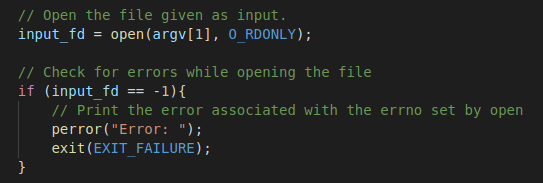 // Open the file given as input.
input_fd = open(argv[1], O_RDONLY);
// Check for errors while opening the file
if (input_fd == -1){
// Print the error associated with the errno set by open
perror("Error: ");
exit(EXIT_FAILURE);
}